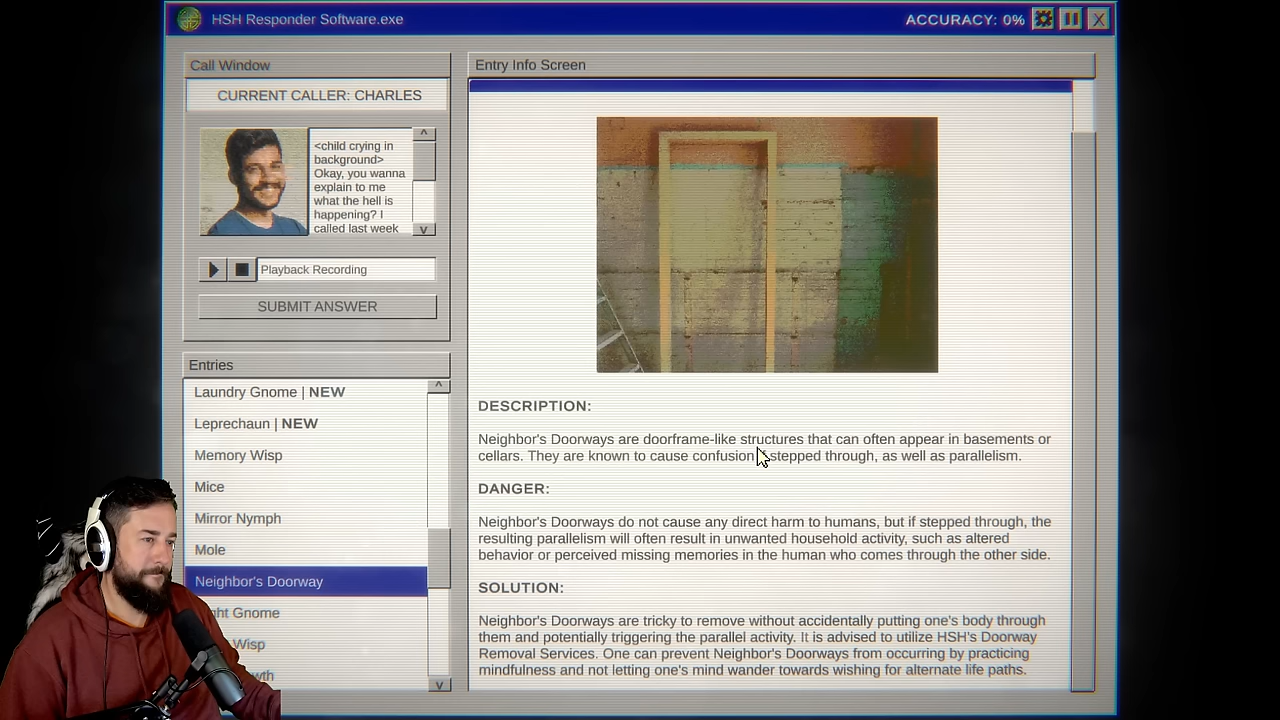 HSH Responder Software.exe
ACCURACY: 0%
Call Window
CURRENT CALLER: CHARLES
<child crying in
background>
Okay, you wanna
explain to me
what the hell is
happening? I
called last week
Playback Recording
SUBMIT ANSWER
Entries
Laundry Gnome | NEW
Leprechaun | NEW
Memory Wisp
Mice
Mirror Nymph
Mole
Neighbor's Doorway
Gnome
Wisp
Entry Info Screen
DESCRIPTION:
Neighbor's Doorways are doorframe-like structures that can often appear in basements or
cellars. They are known to cause confusion stepped through, as well as parallelism.
DANGER:
Neighbor's Doorways do not cause any direct harm to humans, but if stepped through, the
resulting parallelism will often result in unwanted household activity, such as altered
behavior or perceived missing memories in the human who comes through the other side.
SOLUTION:
Neighbor's Doorways are tricky to remove without accidentally putting one's body through
them and potentially triggering the parallel activity. It is advised to utilize HSH's Doorway
Removal Services. One can prevent Neighbor's Doorways from occurring by practicing
mindfulness and not letting one's mind wander towards wishing for alternate life paths.